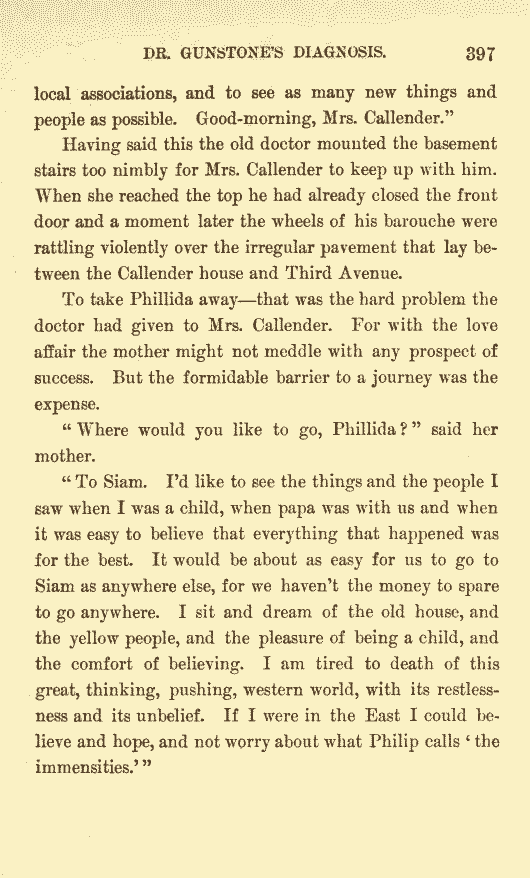 DR. GUNSTONE'S DIAGNOSIS. 397
local associations, and to see as many new things and
people as possible. Good-morning, Mrs. Callender."
Having said this the old doctor mounted the basement
stairs too nimbly for Mrs. Callender to keep up with him.
When she reached the top he had already closed the front
door and a moment later the wheels of his barouche were
rattling violently over the irregular pavement that lay be-
tween the Callender house and Third Avenue.
To take Phillida away—that was the hard problem the
doctor had given to Mrs. Callender. For with the love
affair the mother might not meddle with any prospect of
success. But the formidable barrier to a journey was the
expense.
"Where would you like to go, Phillida?" said her
mother.
"To Siam. I'd like to see the things and the people I
saw when I was a child, when papa was with us and when
it was easy to believe that everything that happened was
for the best. It would be about as easy for us to go to
Siam as anywhere else, for we haven't the money to spare
to go anywhere. I sit and dream of the old house, and
the yellow people, and the pleasure of being a child, and
the comfort of believing. I am tired to death of this
great, thinking, pushing, western world, with its restless-
ness and its unbelief. If I were in the East I could be-
lieve and hope, and not worry about what Philip calls 'the
immensities.'"